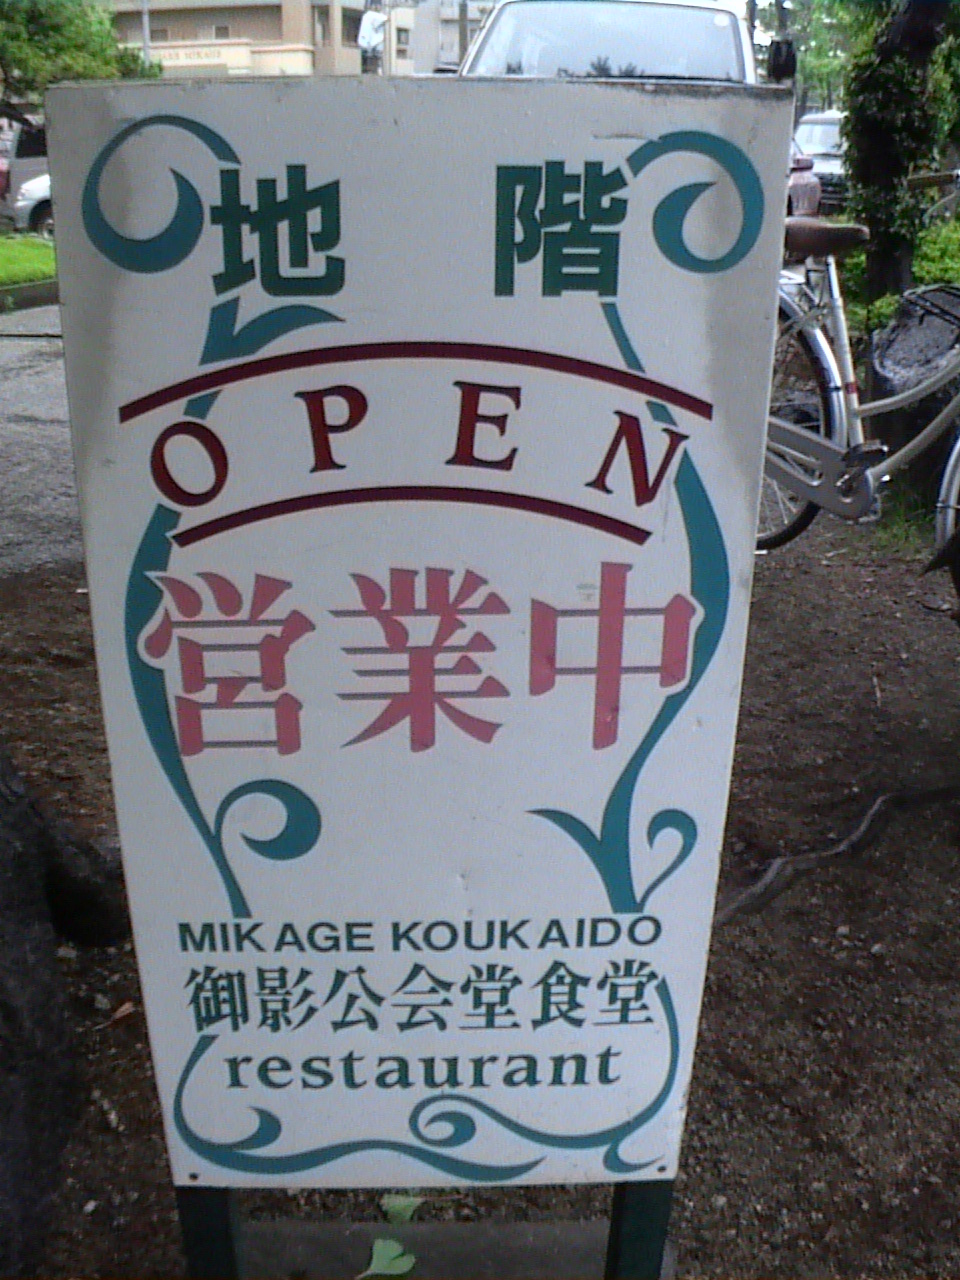 地 階
OPEN
営業中
MIKAGE KOUKAIDO
御影公会堂食堂
restaurant